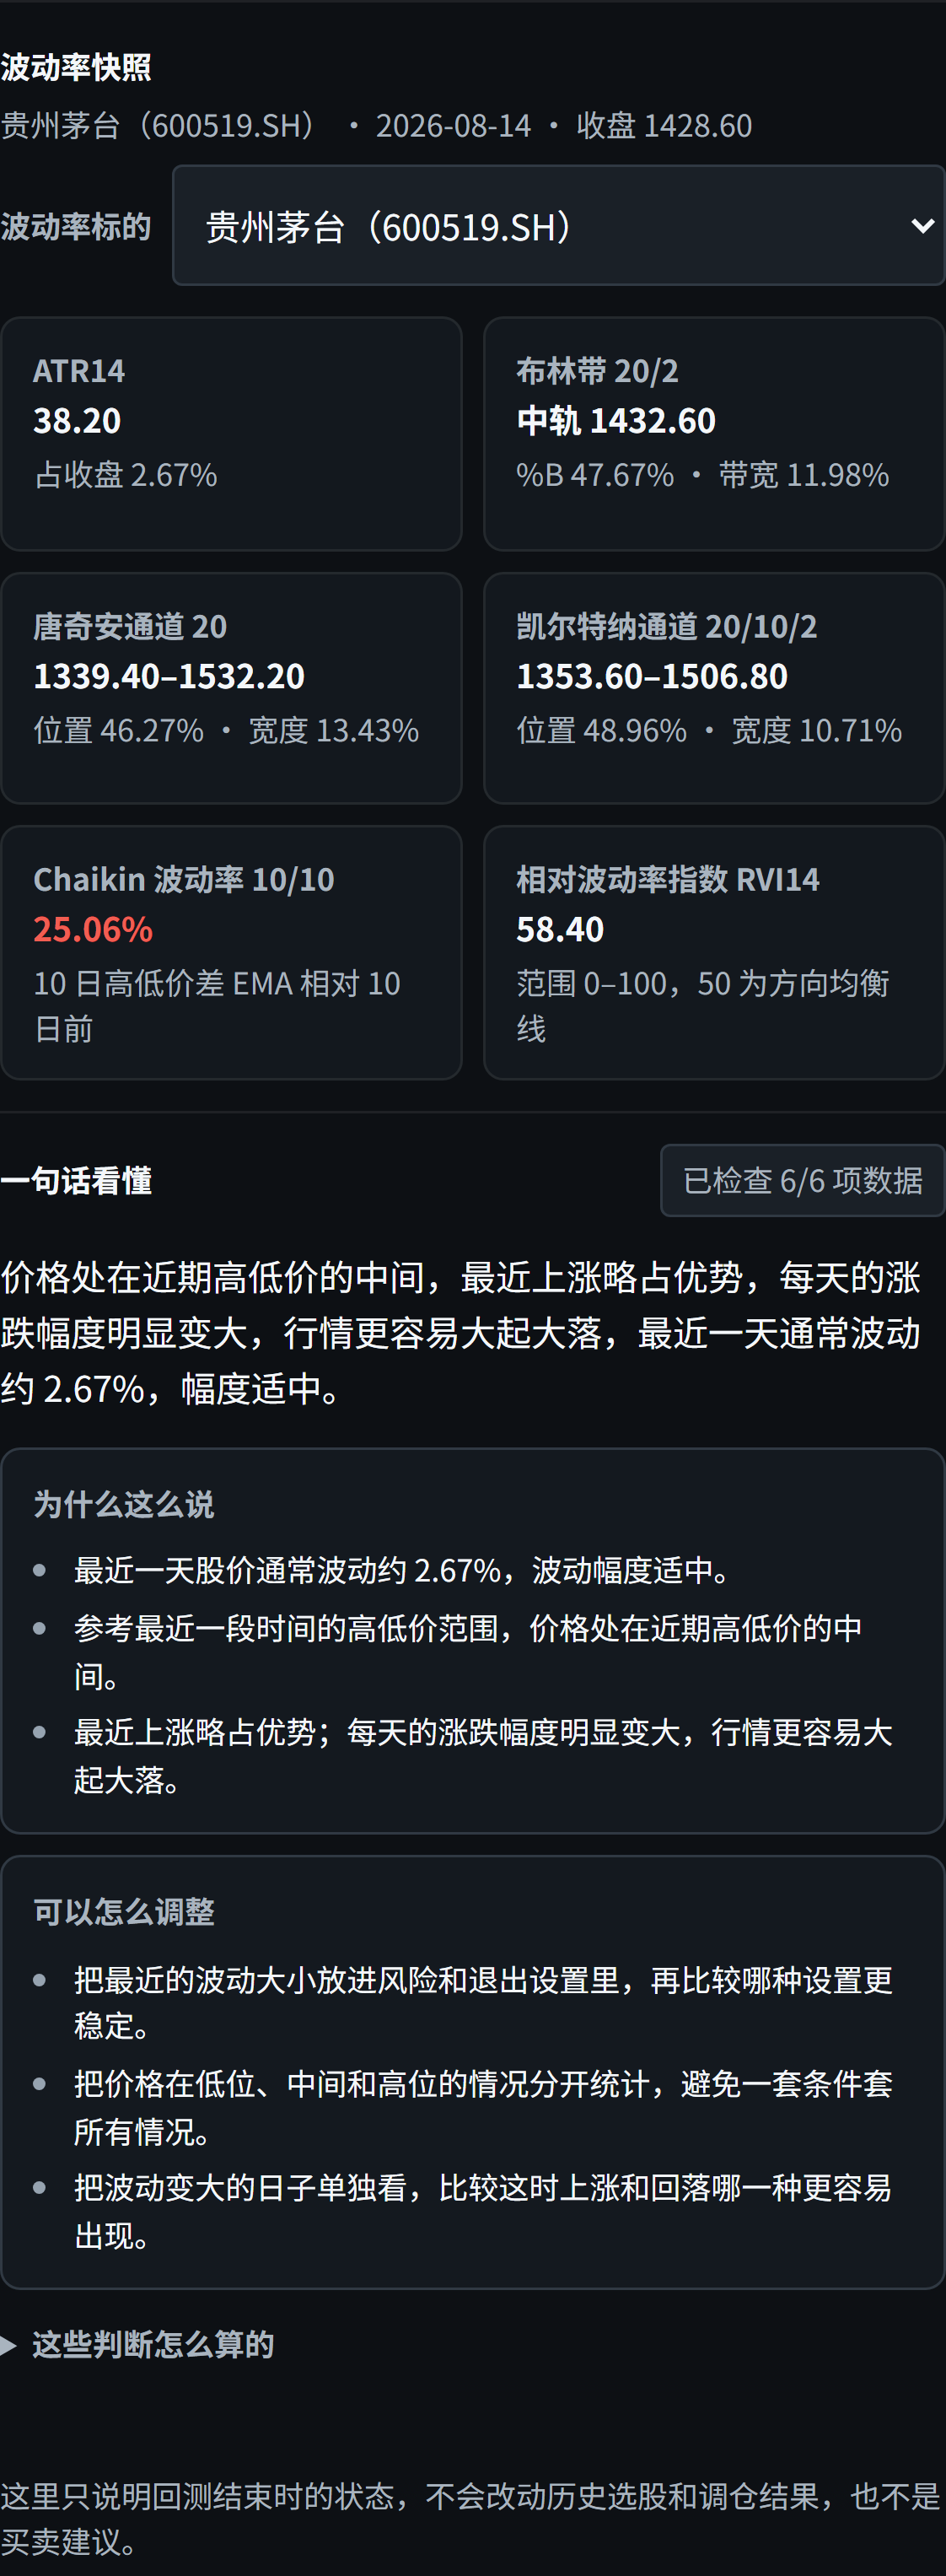 波动率快照
贵州茅台（600519.SH） · 2026-08-14 · 收盘 1428.60
波动率标的
贵州茅台（600519.SH）
ATR14
38.20
占收盘 2.67%
布林带 20/2
中轨 1432.60
%B 47.67% · 带宽 11.98%
唐奇安通道 20
1339.40–1532.20
位置 46.27% · 宽度 13.43%
凯尔特纳通道 20/10/2
1353.60–1506.80
位置 48.96% · 宽度 10.71%
Chaikin 波动率 10/10
25.06%
10 日高低价差 EMA 相对 10
日前
相对波动率指数 RVI14
58.40
范围 0–100，50 为方向均衡
线
一句话看懂
已检查 6/6 项数据
价格处在近期高低价的中间，最近上涨略占优势，每天的涨
跌幅度明显变大，行情更容易大起大落，最近一天通常波动
约 2.67%，幅度适中。
为什么这么说
最近一天股价通常波动约 2.67%，波动幅度适中。
参考最近一段时间的高低价范围，价格处在近期高低价的中
间。
最近上涨略占优势；每天的涨跌幅度明显变大，行情更容易大
起大落。
可以怎么调整
把最近的波动大小放进风险和退出设置里，再比较哪种设置更
稳定。
把价格在低位、中间和高位的情况分开统计，避免一套条件套
所有情况。
把波动变大的日子单独看，比较这时上涨和回落哪一种更容易
出现。
这些判断怎么算的
这里只说明回测结束时的状态，不会改动历史选股和调仓结果，也不是
买卖建议。